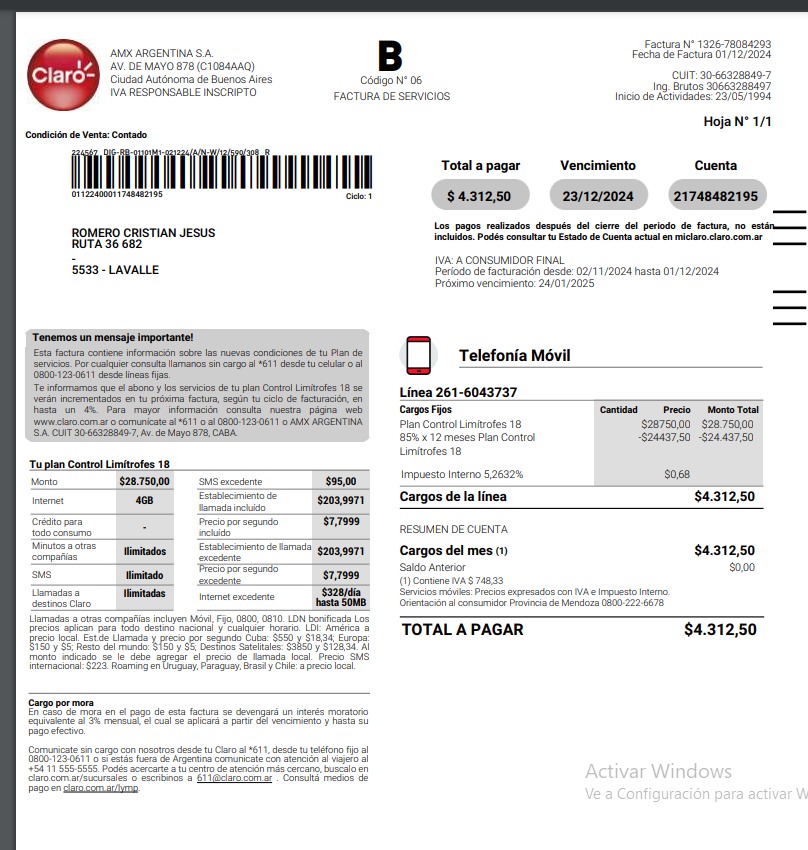 Claro
AMX ARGENTINA S.A.
AV. DE MAYO 878 (C1084AAQ)
Ciudad Autónoma de Buenos Aires
IVA RESPONSABLE INSCRIPTO
B
Código N° 06
FACTURA DE SERVICIOS
Factura N° 1326-78084293
Fecha de Factura 01/12/2024
CUIT: 30-66328849-7
Ing. Brutos 30663288497
Inicio de Actividades: 23/05/1994
Hoja N° 1/1
Condición de Venta: Contado
224567 DIG-RB-01101M1-021224/A/N-W/12/590/308 R
01122400011748482195
Ciclo: 1
Total a pagar Vencimiento Cuenta
$ 4.312,50 23/12/2024 21748482195
Los pagos realizados después del cierre del periodo de factura, no están
incluidos. Podés consultar tu Estado de Cuenta actual en miclaro.claro.com.ar
ROMERO CRISTIAN JESUS
RUTA 36 682
-
5533 - LAVALLE
IVA: A CONSUMIDOR FINAL
Período de facturación desde: 02/11/2024 hasta 01/12/2024
Próximo vencimiento: 24/01/2025
Tenemos un mensaje importante!
Esta factura contiene información sobre las nuevas condiciones de tu Plan de
servicios. Por cualquier consulta llamanos sin cargo al *611 desde tu celular o al
0800-123-0611 desde líneas fijas.
Te informamos que el abono y los servicios de tu plan Control Limítrofes 18 se
verán incrementados en tu próxima factura, según tu ciclo de facturación, en
hasta un 4%. Para mayor información consulta nuestra página web
www.claro.com.ar o comunícate al *611 o al 0800-123-0611 o AMX ARGENTINA
S.A. CUIT 30-66328849-7, Av. de Mayo 878, CABA.
Tu plan Control Limítrofes 18
Monto $28.750,00 SMS excedente $95,00
Internet 4GB Establecimiento de llamada incluído $203,9971
Crédito para todo consumo - Precio por segundo incluído $7,7999
Minutos a otras compañías Ilimitados Establecimiento de llamada excedente $203,9971
SMS Ilimitado Precio por segundo excedente $7,7999
Llamadas a destinos Claro Ilimitadas Internet excedente $328/día hasta 50MB
Llamadas a otras compañías incluyen Móvil, Fijo, 0800, 0810. LDN bonificada Los
precios aplican para todo destino nacional y cualquier horario. LDI: América a
precio local. Est.de Llamada y precio por segundo Cuba: $550 y $18,34; Europa:
$150 y $5; Resto del mundo: $150 y $5; Destinos Satelitales: $3850 y $128,34. Al
monto indicado se le debe agregar el precio de llamada local. Precio SMS
internacional: $223. Roaming en Uruguay, Paraguay, Brasil y Chile: a precio local.
Cargo por mora
En caso de mora en el pago de esta factura se devengará un interés moratorio
equivalente al 3% mensual, el cual se aplicará a partir del vencimiento y hasta su
pago efectivo.
Comunicate sin cargo con nosotros desde tu Claro al *611, desde tu teléfono fijo al
0800-123-0611 o si estás fuera de Argentina comunicate con atención al viajero al
+54 11 555-5555. Podés acercarte a tu centro de atención más cercano, buscalo en
claro.com.ar/sucursales o escribinos a 611@claro.com.ar . Consultá medios de
pago en claro.com.ar/lymp.
Telefonía Móvil
Línea 261-6043737
Cargos Fijos Cantidad Precio Monto Total
Plan Control Limítrofes 18 $28750,00 $28.750,00
85% x 12 meses Plan Control -$24437,50 -$24.437,50
Limítrofes 18
Impuesto Interno 5,2632% $0,68
Cargos de la línea $4.312,50
RESUMEN DE CUENTA
Cargos del mes (1) $4.312,50
Saldo Anterior $0,00
(1) Contiene IVA $ 748,33
Servicios móviles: Precios expresados con IVA e Impuesto Interno.
Orientación al consumidor Provincia de Mendoza 0800-222-6678
TOTAL A PAGAR $4.312,50
Activar Windows
Ve a Configuración para activar W